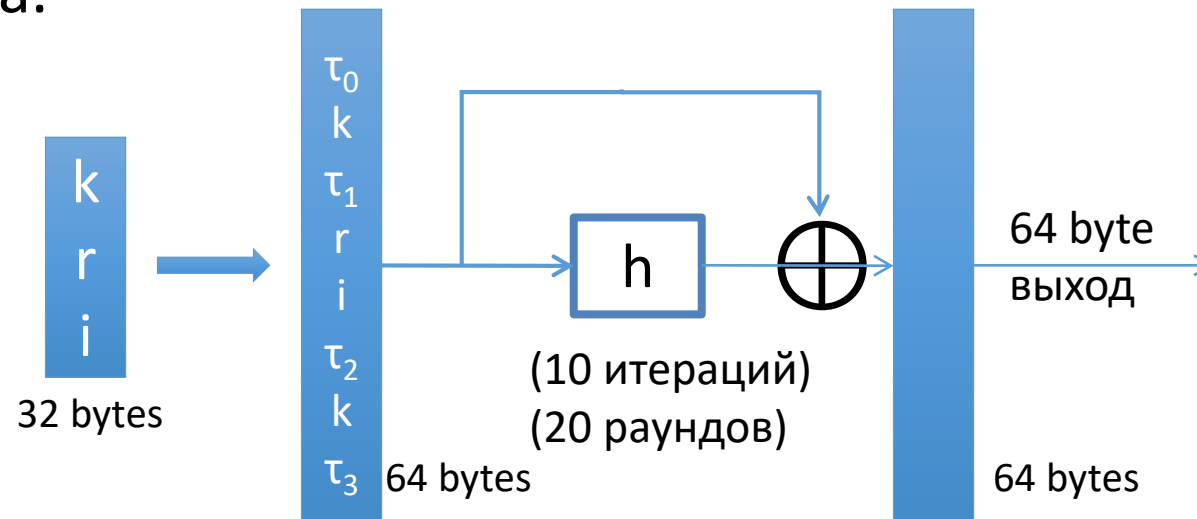 а.
k
r
i
32 bytes
τ0
k
τ1
r
i
τ2
k
τ3
64 bytes
h
(10 итераций)
(20 раундов)
64 byte
выход
64 bytes